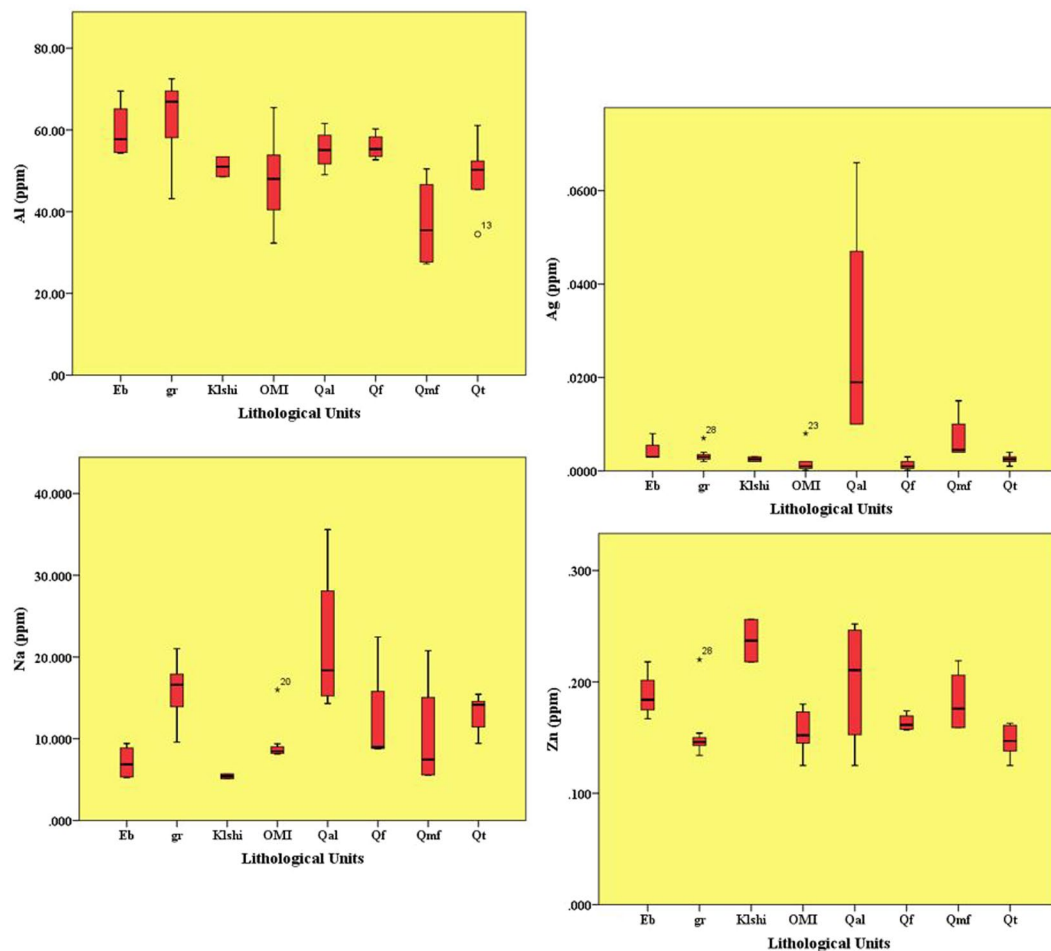 Al (ppm)
80.00
60.00
40.00
20.00
.00
13
Eb gr Klshi OMI Qal Qf Qmf Qt
Lithological Units
Ag (ppm)
.0600
.0400
.0200
.0000
28
23
Eb gr Klshi OMI Qal Qf Qmf Qt
Lithological Units
Na (ppm)
40.000
30.000
20.000
10.000
.000
20
Eb gr Klshi OMI Qal Qf Qmf Qt
Lithological Units
Zn (ppm)
.300
.200
.100
.000
28
Eb gr Klshi OMI Qal Qf Qmf Qt
Lithological Units